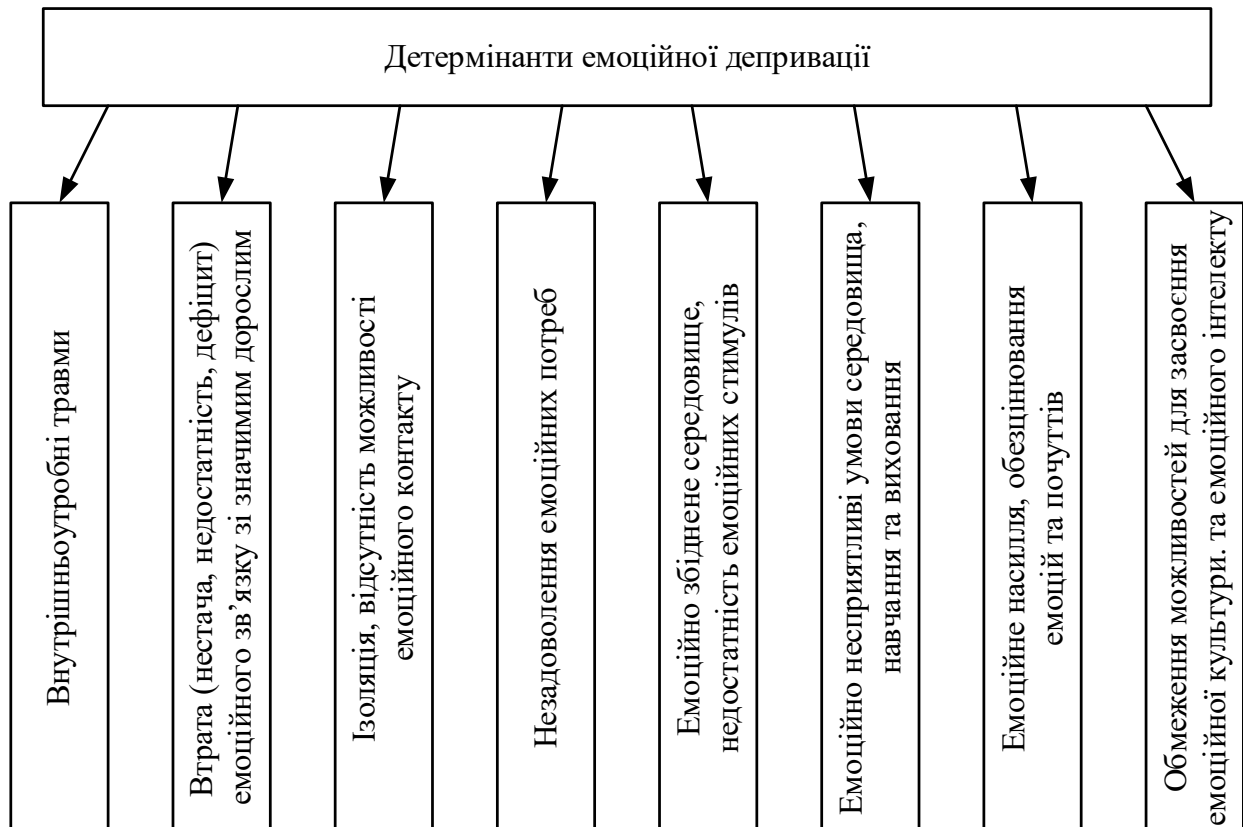 Детермінанти емоційної депривації
Внутрішньоутробні травми
Втрата (нестача, недостатність, дефіцит)
емоційного зв’язку зі значимим дорослим
Ізоляція, відсутність можливості
емоційного контакту
Незадоволення емоційних потреб
Емоційно збіднене середовище,
недостатність емоційних стимулів
Емоційно несприятливі умови середовища,
навчання та виховання
Емоційне насилля, обезцінювання
емоцій та почуттів
Обмеження можливостей для засвоєння
емоційної культури. та емоційного інтелекту